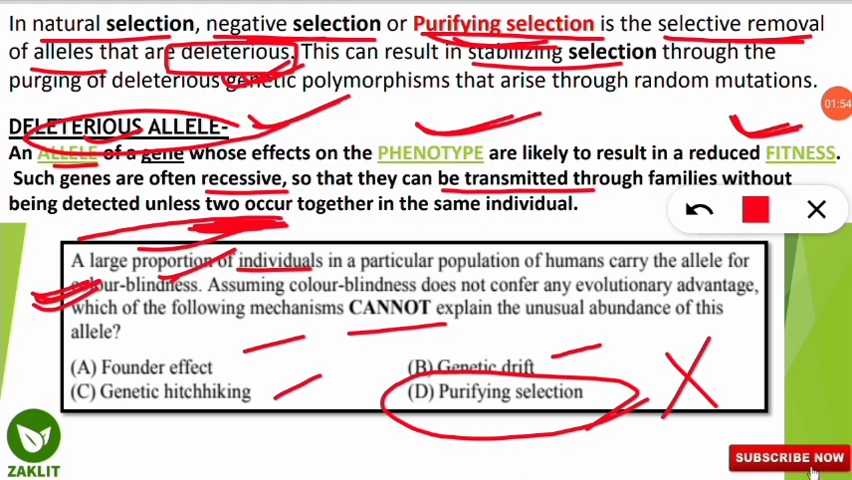 In natural selection, negative selection or Purifying selection is the selective removal
of alleles that are deleterious. This can result in stabilizing selection through the
purging of deleterious genetic polymorphisms that arise through random mutations.
01:54
DELETERIOUS ALLELE-
An ALLELE of a gene whose effects on the PHENOTYPE are likely to result in a reduced FITNESS.
Such genes are often recessive, so that they can be transmitted through families without
being detected unless two occur together in the same individual.
A large proportion of individuals in a particular population of humans carry the allele for
colour-blindness. Assuming colour-blindness does not confer any evolutionary advantage,
which of the following mechanisms CANNOT explain the unusual abundance of this
allele?
(A) Founder effect (B) Genetic drift
(C) Genetic hitchhiking (D) Purifying selection
ZAKLIT
SUBSCRIBE NOW